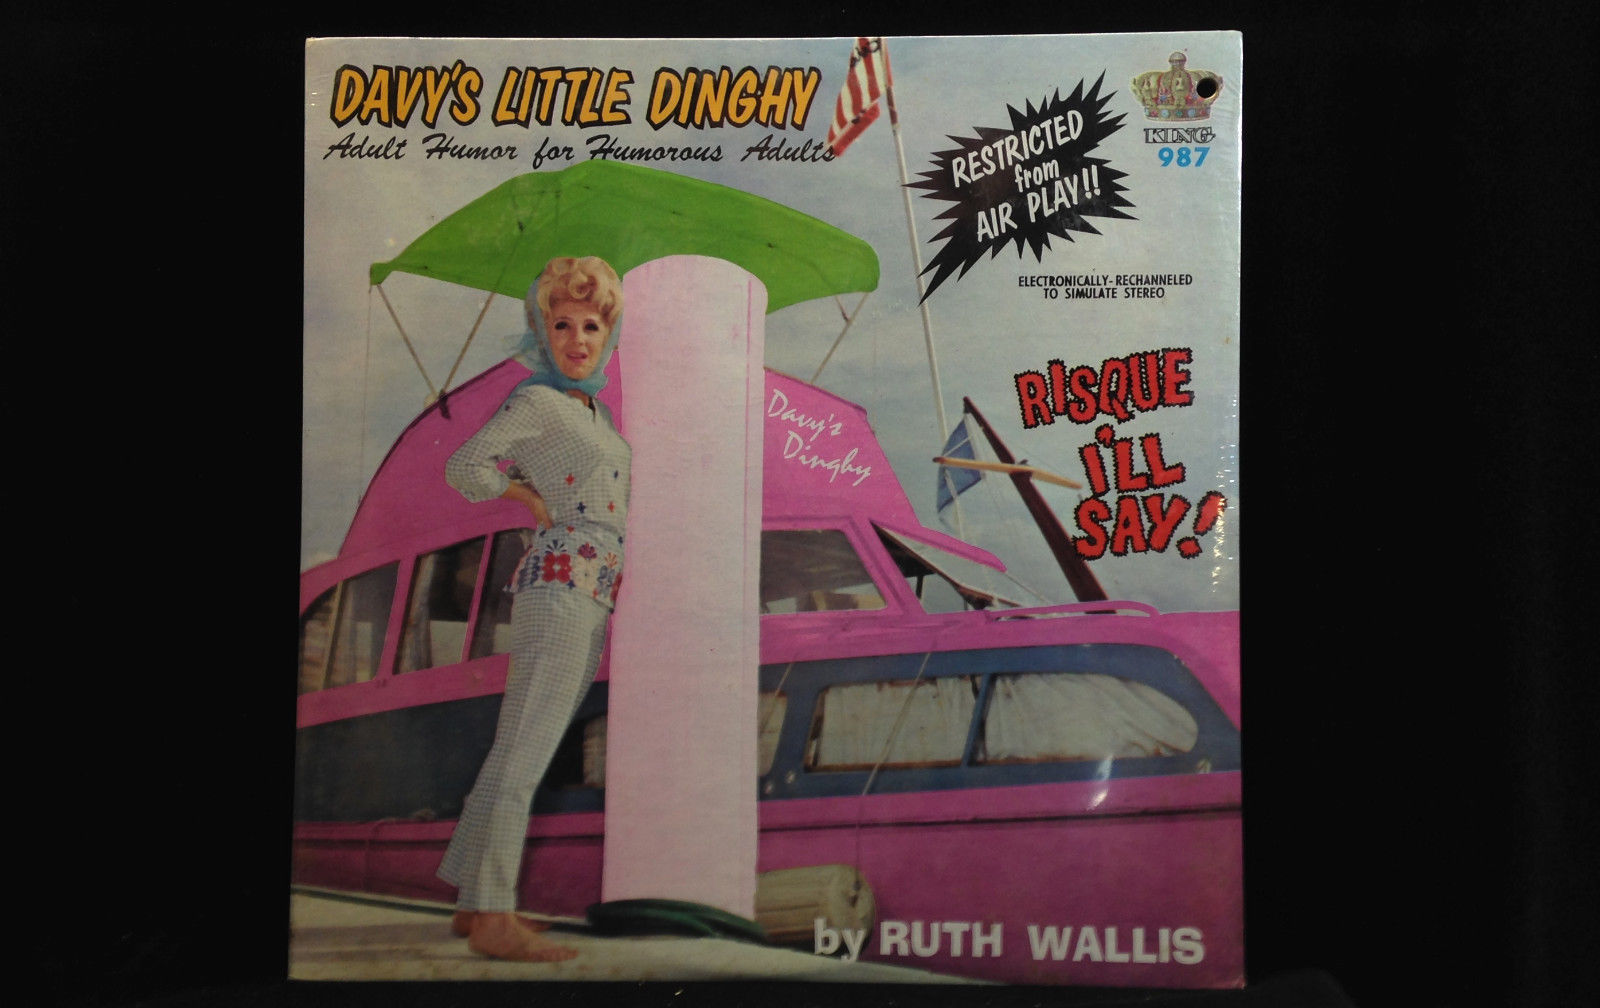 DAVY'S LITTLE DINGHY
Adult Humor for Humorous Adults
RESTRICTED
from
AIR PLAY!!
KING
987
ELECTRONICALLY-RECHANNELED
TO SIMULATE STEREO
RISQUE
I'LL
SAY!
Davy's
Dinghy
by RUTH WALLIS